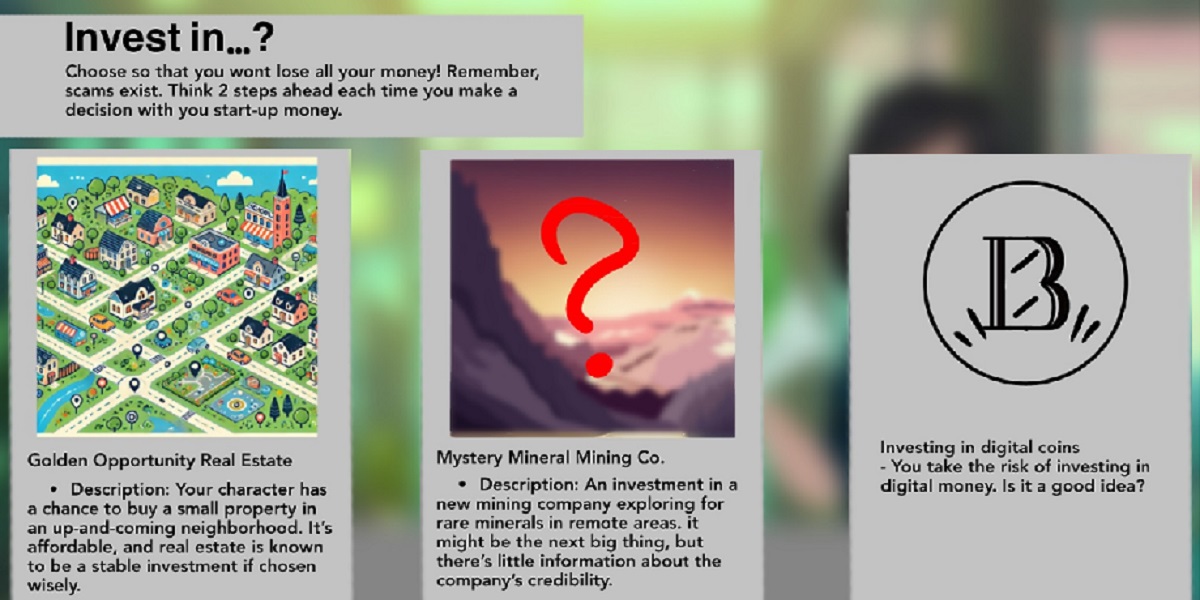 Invest in...?
Choose so that you wont lose all your money! Remember,
scams exist. Think 2 steps ahead each time you make a
decision with you start-up money.
Golden Opportunity Real Estate
• Description: Your character has
a chance to buy a small property in
an up-and-coming neighborhood. It's
affordable, and real estate is known
to be a stable investment if chosen
wisely.
?
Mystery Mineral Mining Co.
• Description: An investment in a
new mining company exploring for
rare minerals in remote areas. it
might be the next big thing, but
there's little information about the
company's credibility.
B
Investing in digital coins
- You take the risk of investing in
digital money. Is it a good idea?